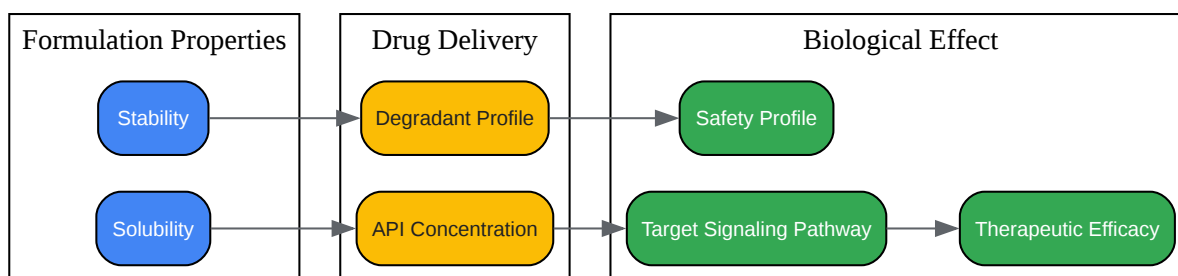 Formulation Properties
Drug Delivery
Biological Effect
Stability
Degradant Profile
Safety Profile
Solubility
API Concentration
Target Signaling Pathway
Therapeutic Efficacy